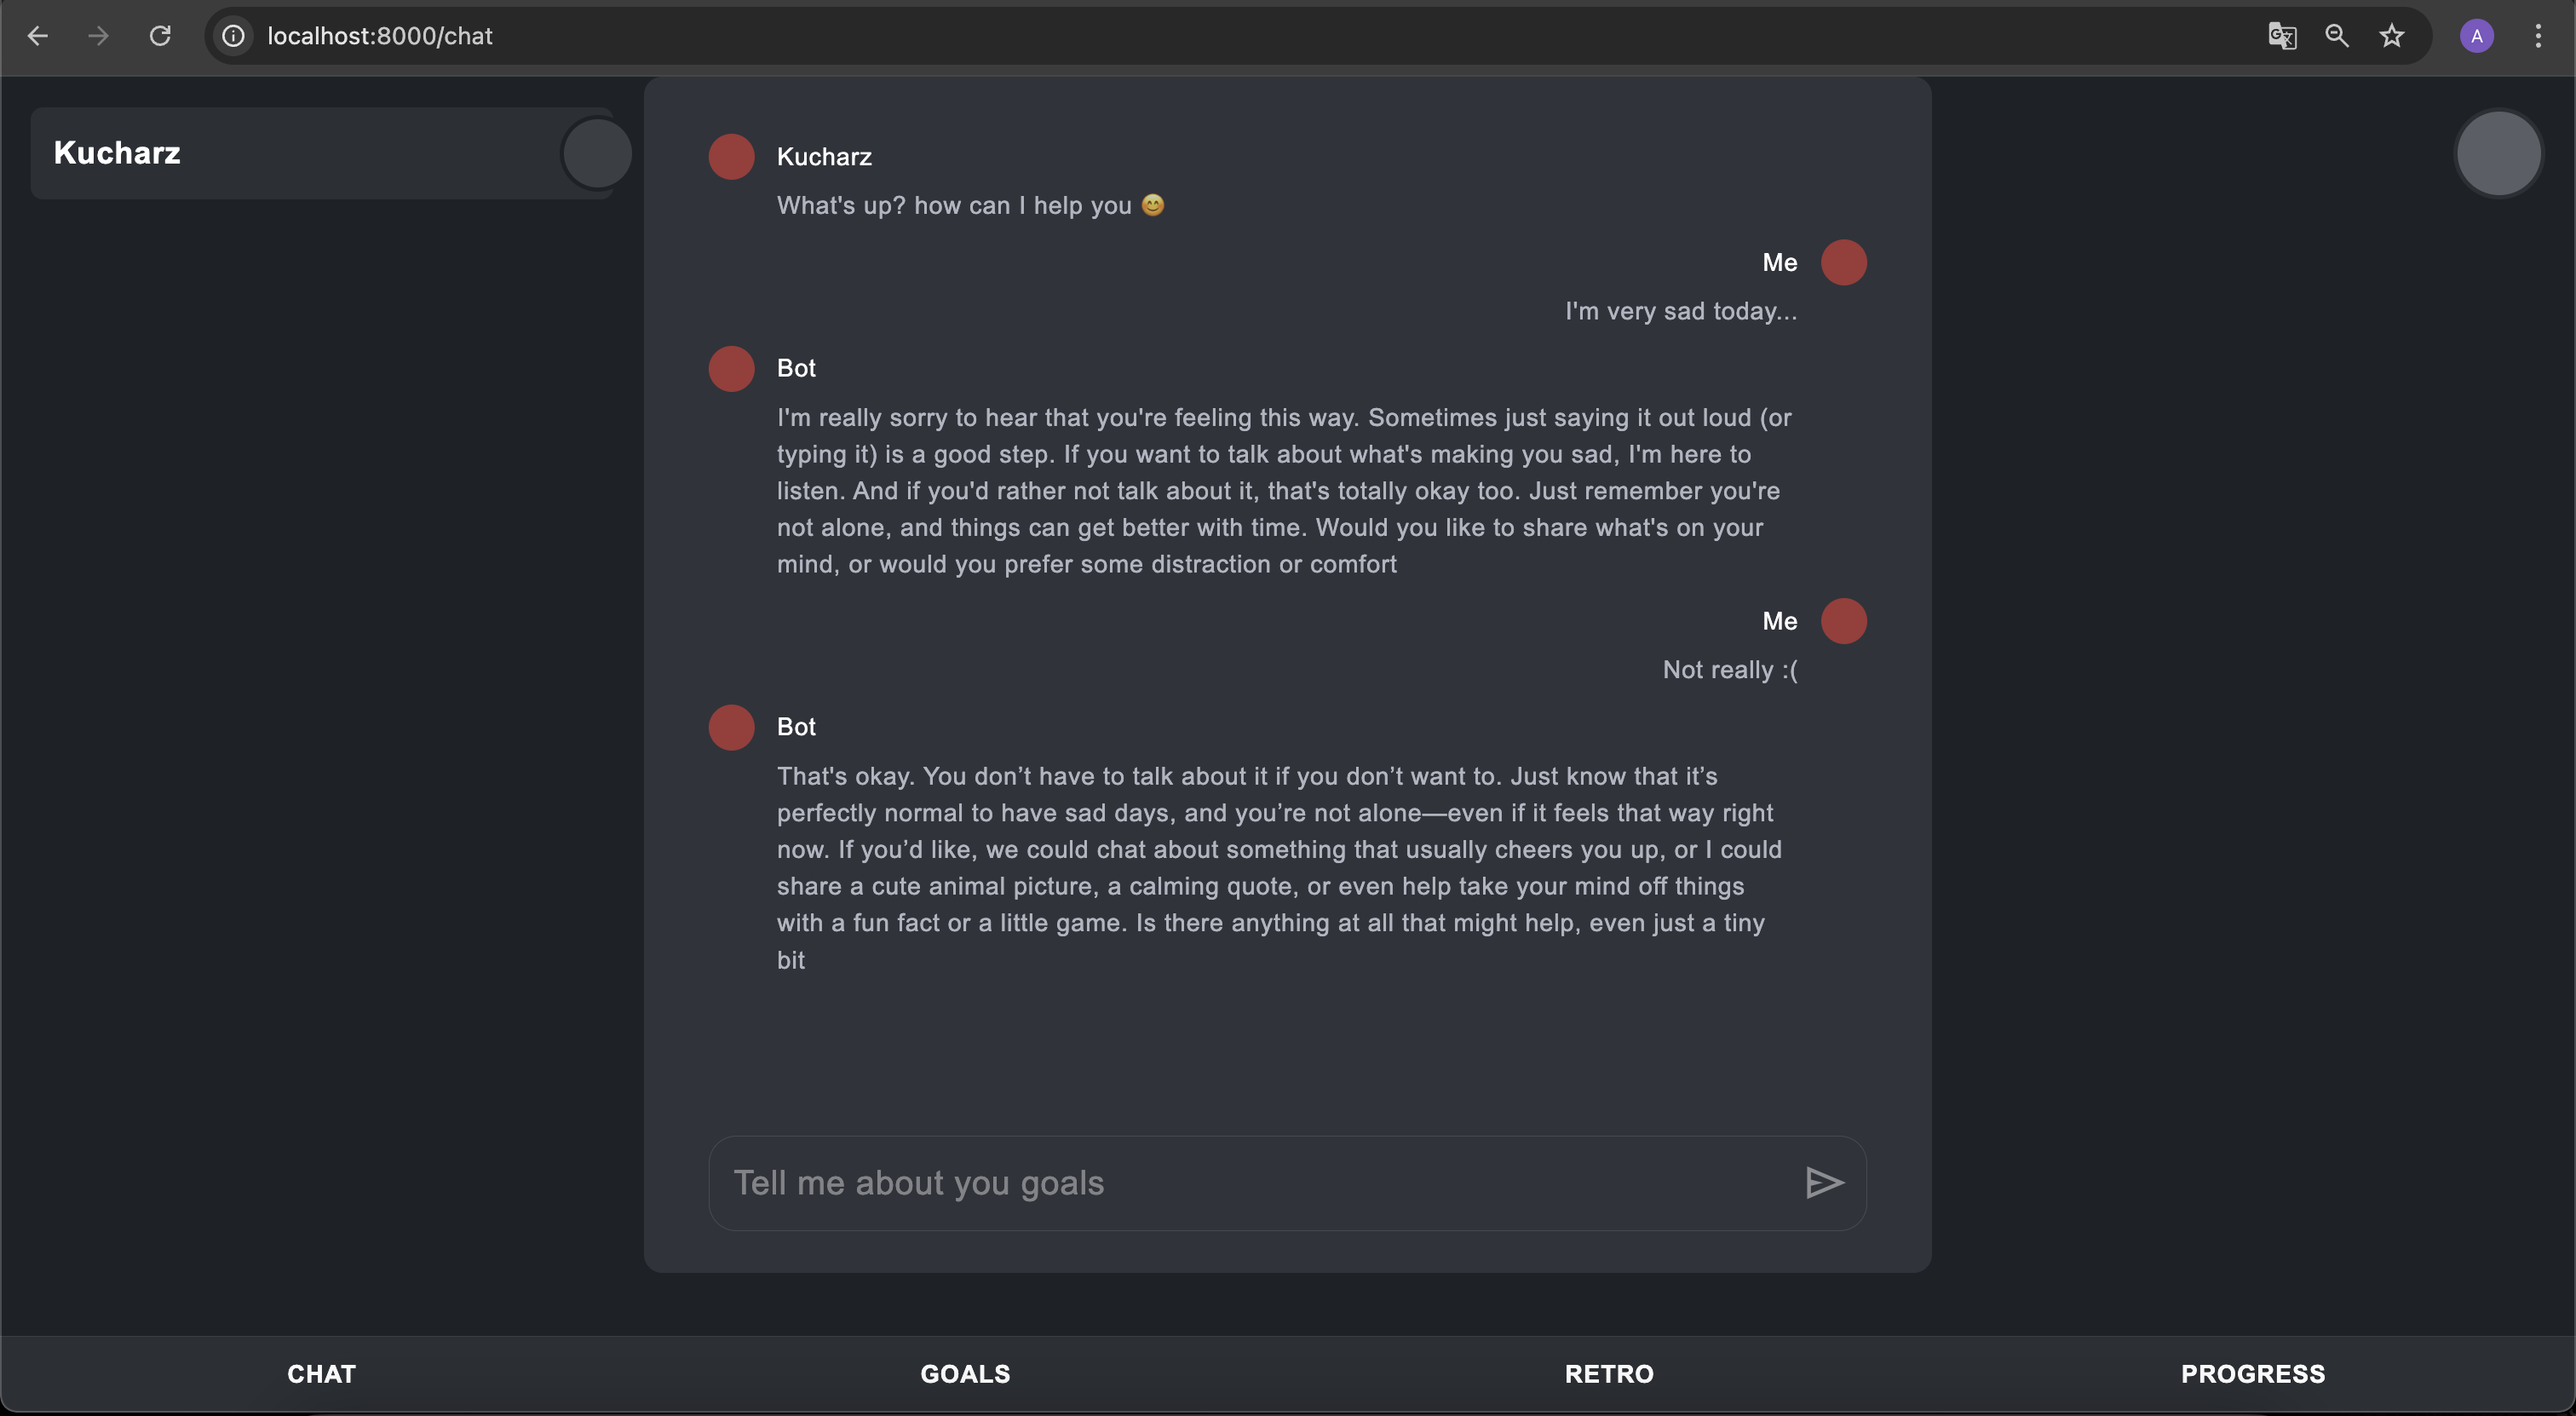 localhost:8000/chat
A
Kucharz
Kucharz
What's up? how can I help you 😊
Me
I'm very sad today...
Bot
I'm really sorry to hear that you're feeling this way. Sometimes just saying it out loud (or
typing it) is a good step. If you want to talk about what's making you sad, I'm here to
listen. And if you'd rather not talk about it, that's totally okay too. Just remember you're
not alone, and things can get better with time. Would you like to share what's on your
mind, or would you prefer some distraction or comfort
Me
Not really :(
Bot
That's okay. You don’t have to talk about it if you don’t want to. Just know that it’s
perfectly normal to have sad days, and you’re not alone—even if it feels that way right
now. If you’d like, we could chat about something that usually cheers you up, or I could
share a cute animal picture, a calming quote, or even help take your mind off things
with a fun fact or a little game. Is there anything at all that might help, even just a tiny
bit
Tell me about you goals
CHAT
GOALS
RETRO
PROGRESS